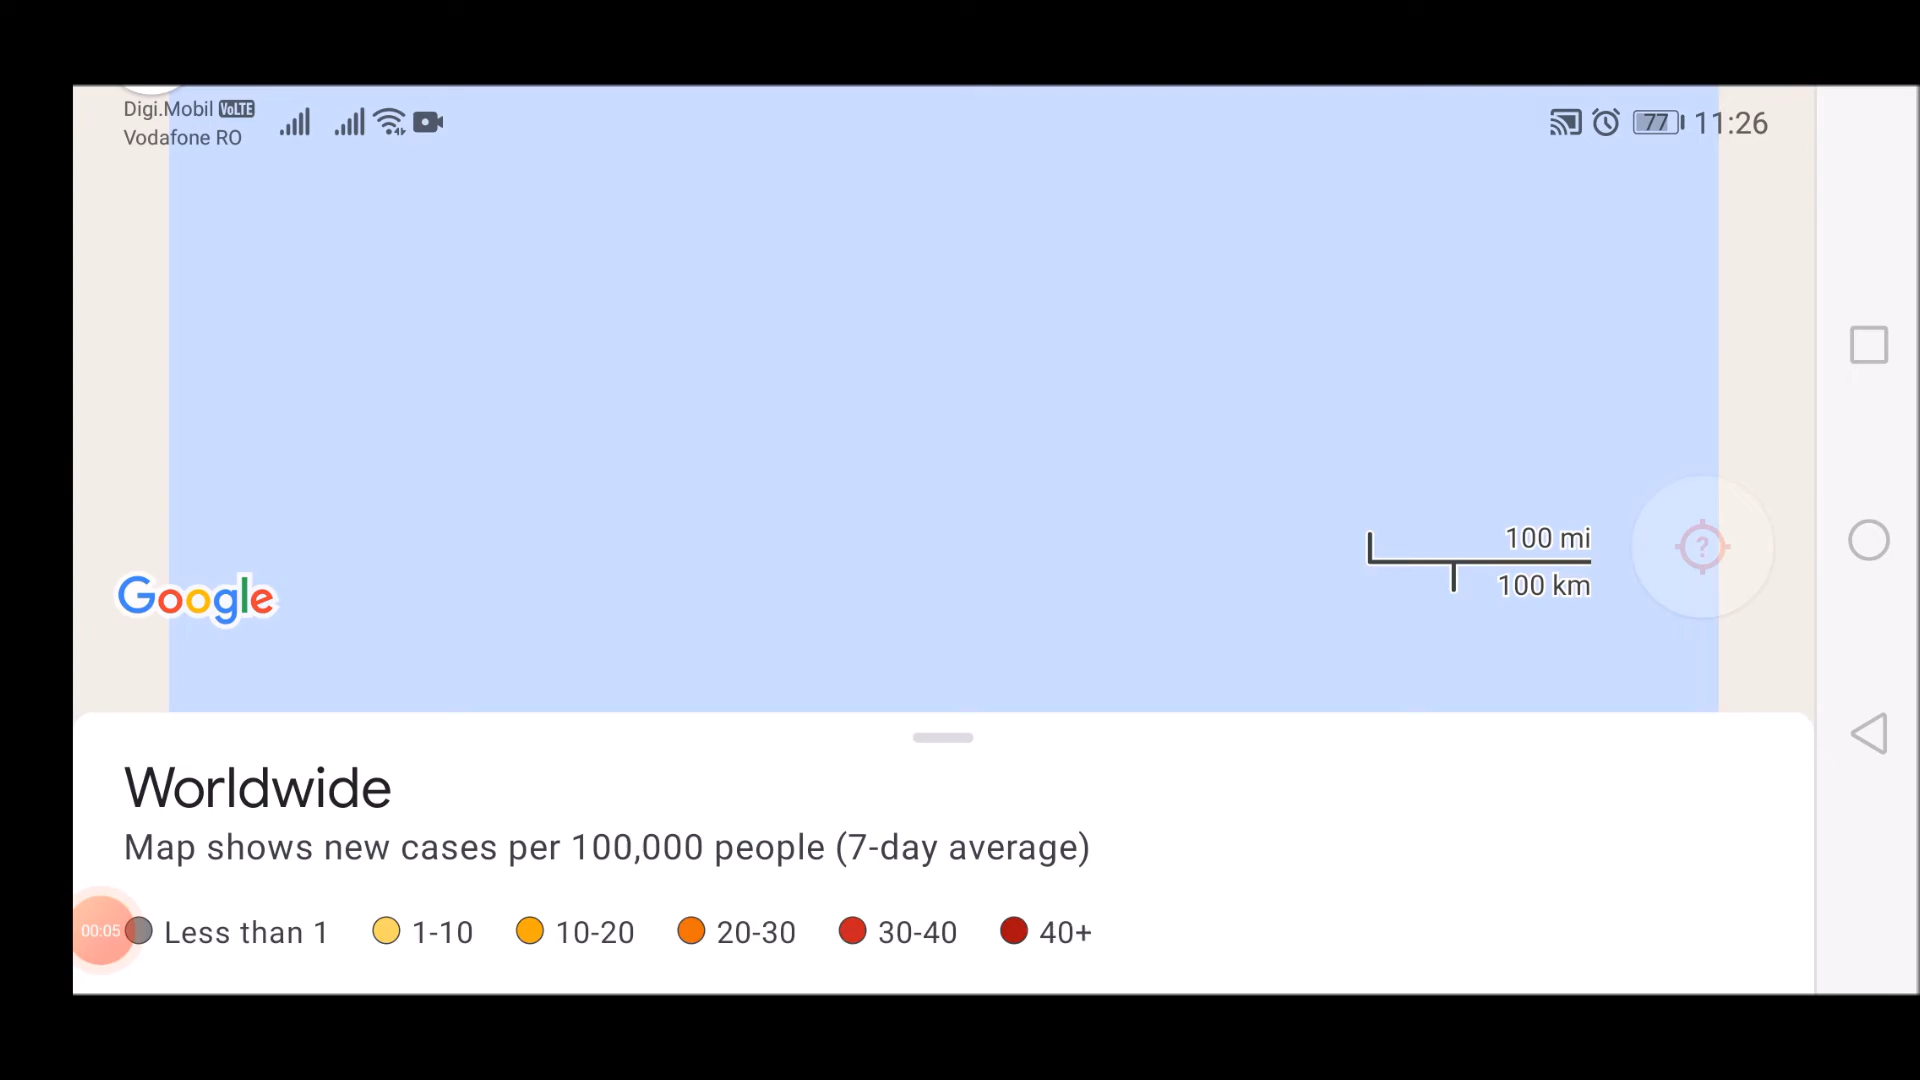 Digi.Mobil VoLTE
Vodafone RO
77 11:26
100 mi
?
100 km
Google
Worldwide
Map shows new cases per 100,000 people (7-day average)
00:05 Less than 1 1-10 10-20 20-30 30-40 40+